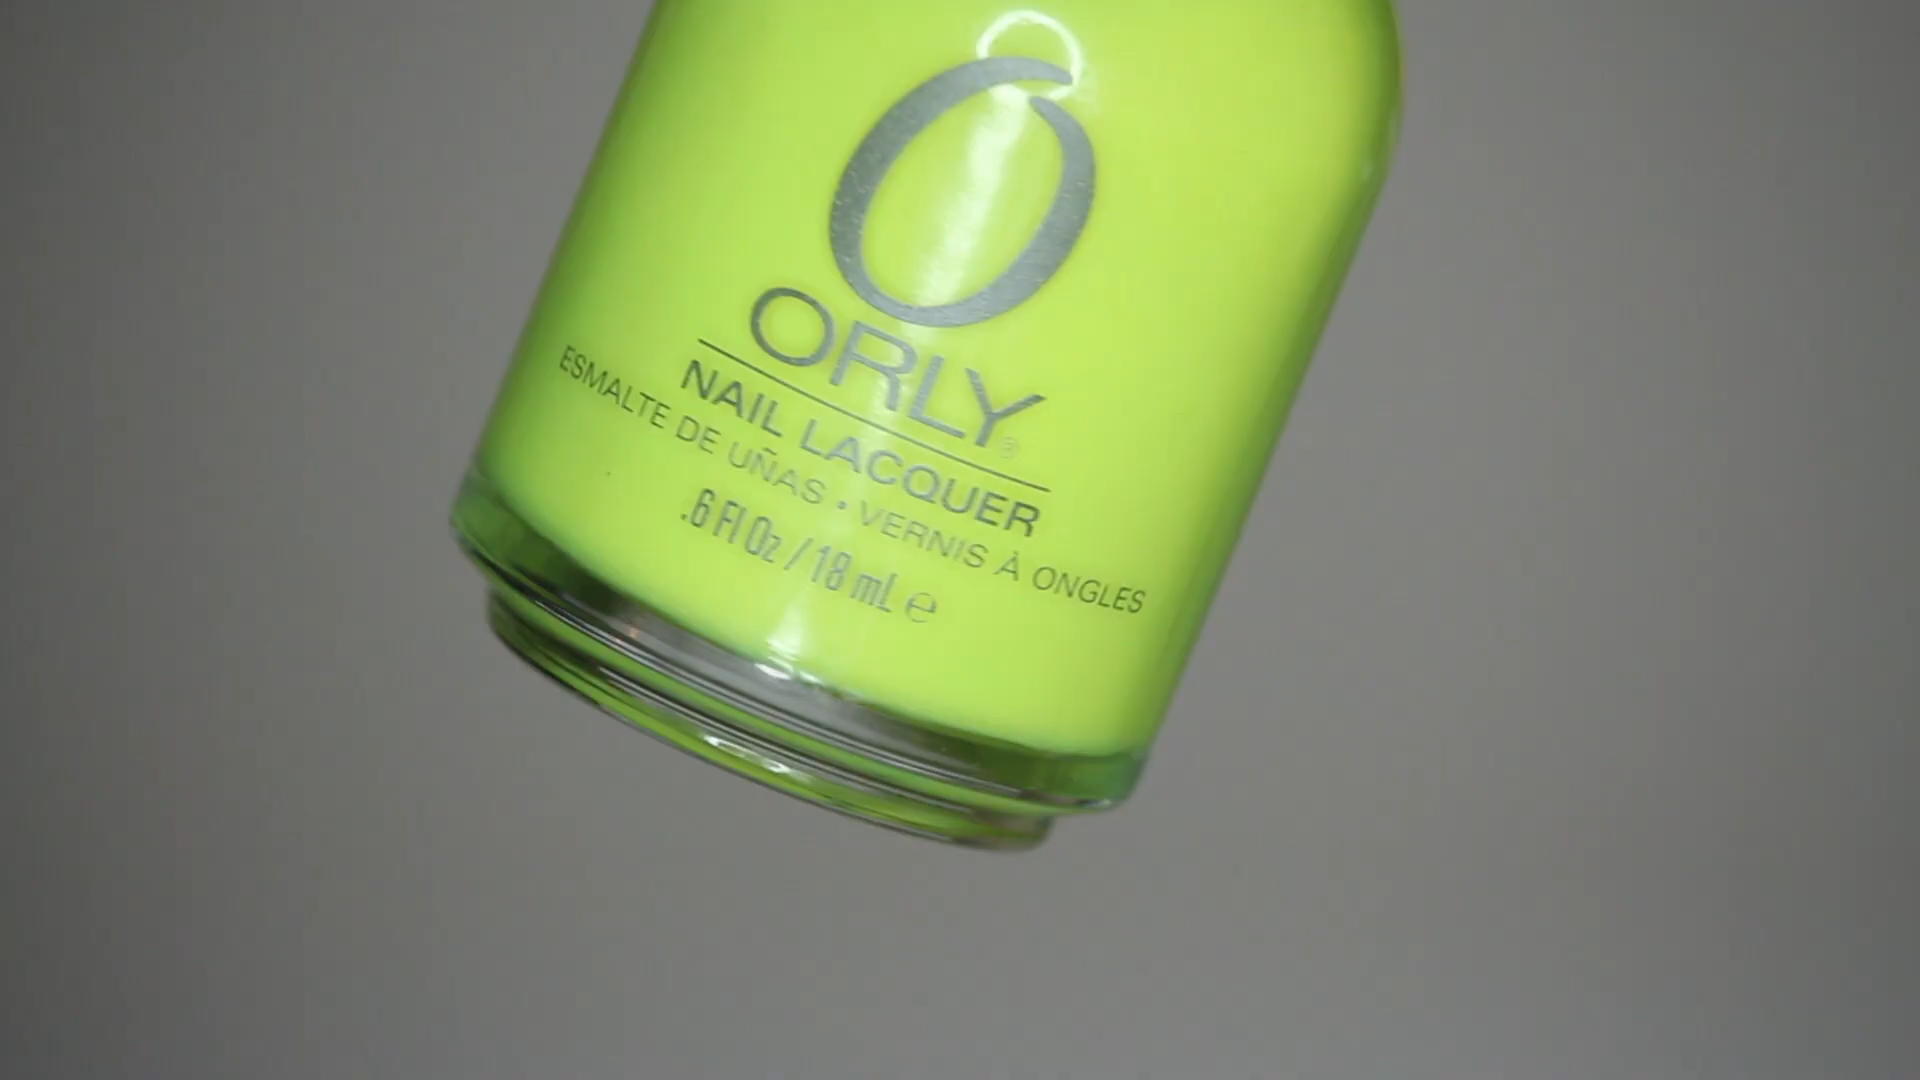 O
ORLY®
NAIL LACQUER
ESMALTE DE UÑAS • VERNIS À ONGLES
.6 Fl Oz / 18 mL ℮